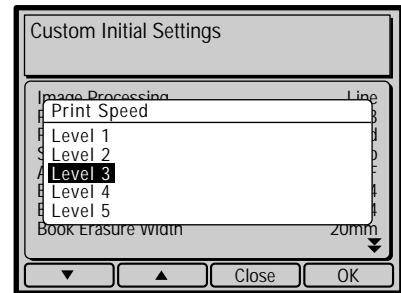 Custom Initial Settings
Image Processing Line
Print Speed
Level 1
Level 2
Level 3
Level 4
Level 5
Book Erasure Width 20mm
▼ ▲ Close OK